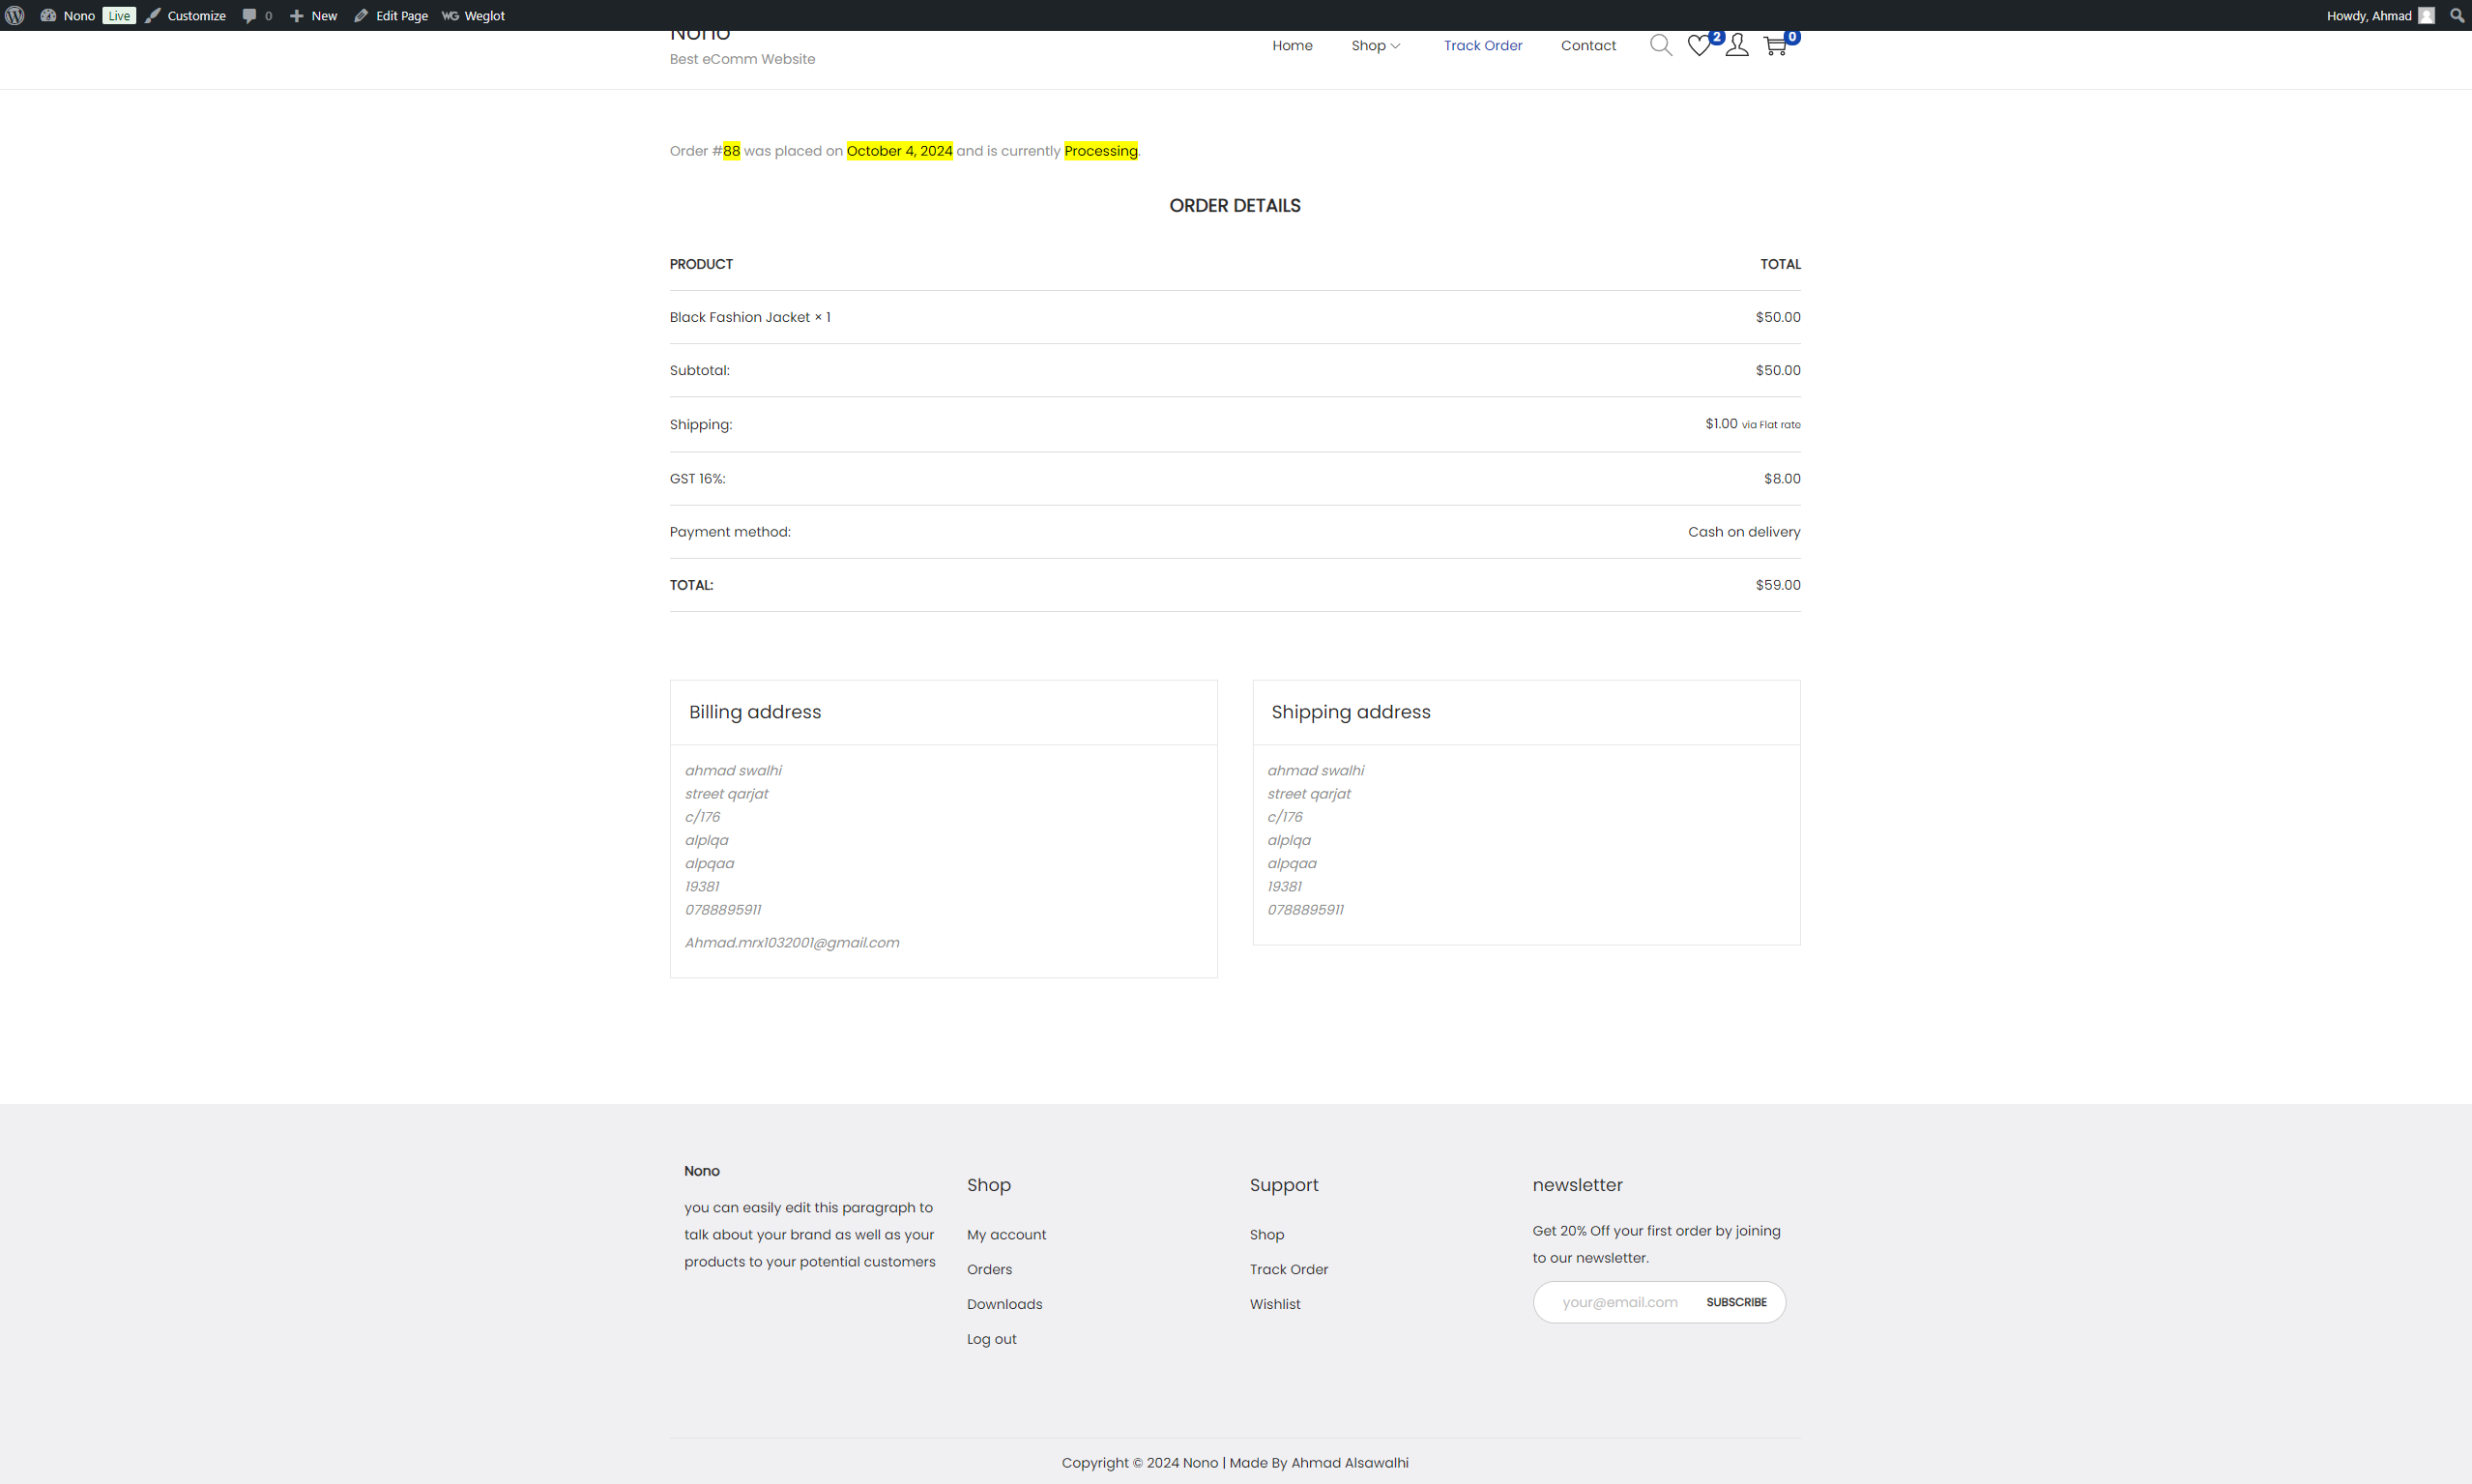 Nono Live Customize 0 New Edit Page Weglot Howdy, Ahmad
Nono
Best eComm Website
Home Shop Track Order Contact 2 0
Order #88 was placed on October 4, 2024 and is currently Processing.
ORDER DETAILS
PRODUCT TOTAL
Black Fashion Jacket × 1 $50.00
Subtotal: $50.00
Shipping: $1.00 via Flat rate
GST 16%: $8.00
Payment method: Cash on delivery
TOTAL: $59.00
Billing address
ahmad swalhi
street qarjat
c/176
alplqa
alpqaa
19381
0788895911
Ahmad.mrx1032001@gmail.com
Shipping address
ahmad swalhi
street qarjat
c/176
alplqa
alpqaa
19381
0788895911
Nono
you can easily edit this paragraph to
talk about your brand as well as your
products to your potential customers
Shop
My account
Orders
Downloads
Log out
Support
Shop
Track Order
Wishlist
newsletter
Get 20% Off your first order by joining
to our newsletter.
your@email.com SUBSCRIBE
Copyright © 2024 Nono | Made By Ahmad Alsawalhi